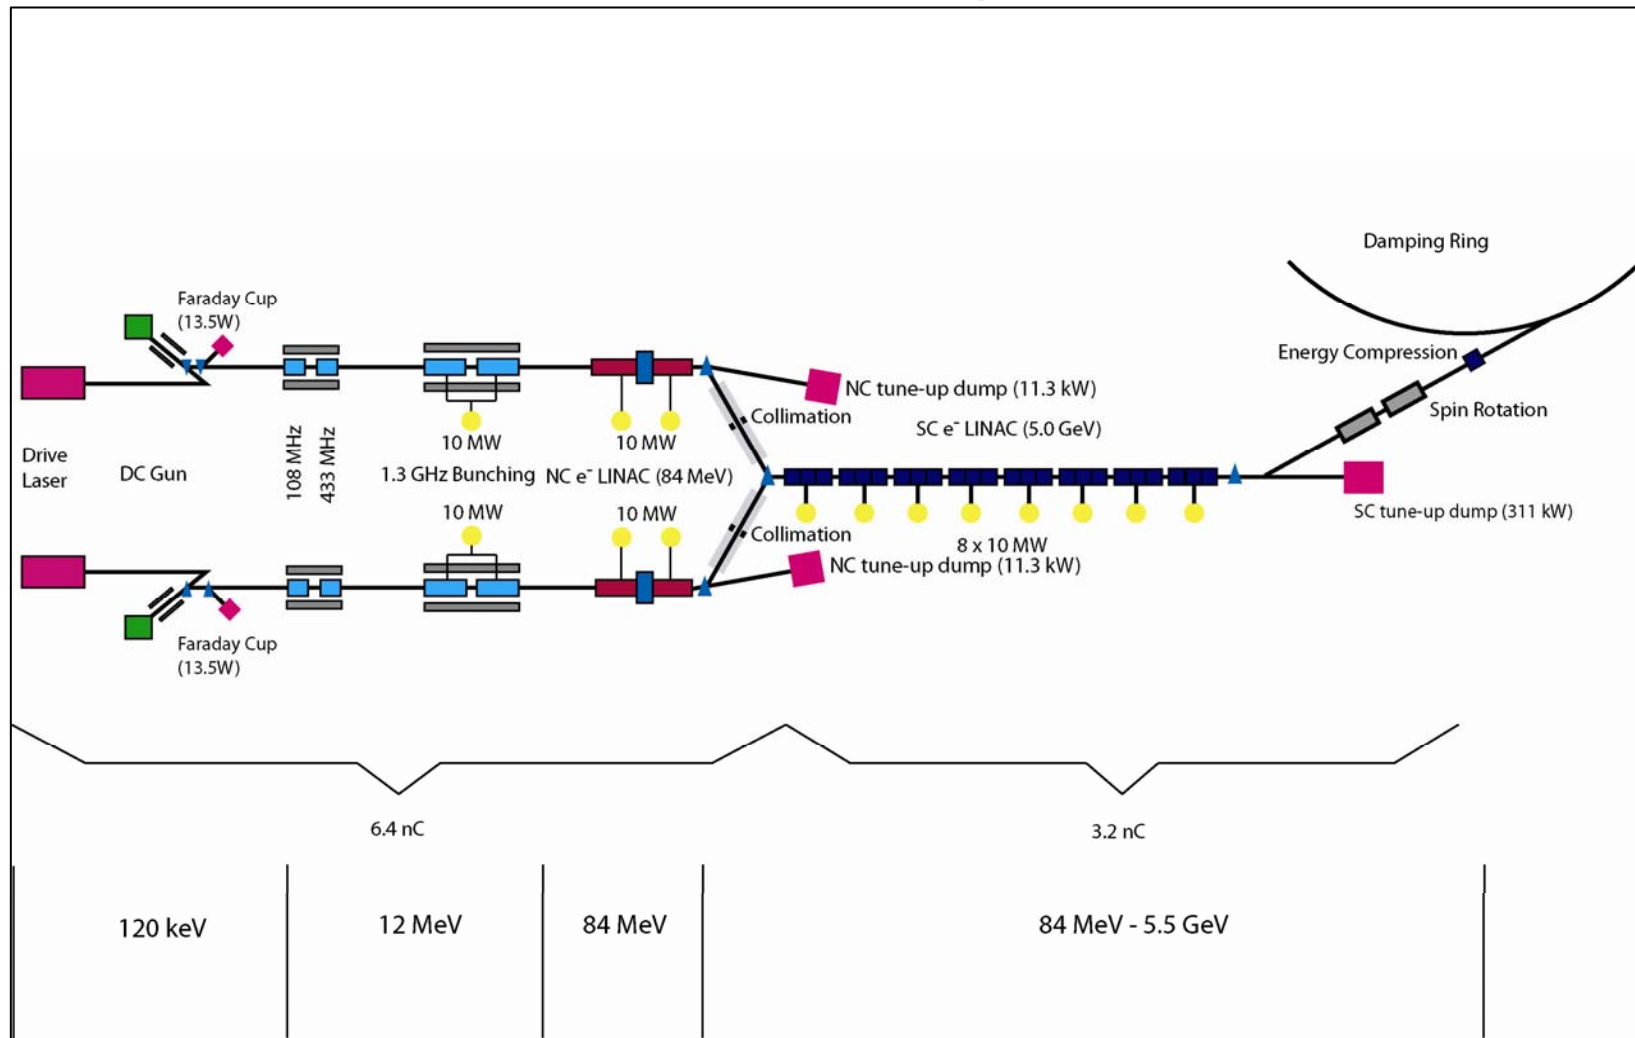 Damping Ring
Faraday Cup
(13.5W)
Energy Compression
NC tune-up dump (11.3 kW)
Collimation
Spin Rotation
SC e⁻ LINAC (5.0 GeV)
10 MW
10 MW
Drive
Laser
DC Gun
108 MHz
433 MHz
1.3 GHz Bunching
NC e⁻ LINAC (84 MeV)
10 MW
10 MW
SC tune-up dump (311 kW)
Collimation
8 x 10 MW
NC tune-up dump (11.3 kW)
Faraday Cup
(13.5W)
6.4 nC
3.2 nC
120 keV
12 MeV
84 MeV
84 MeV - 5.5 GeV